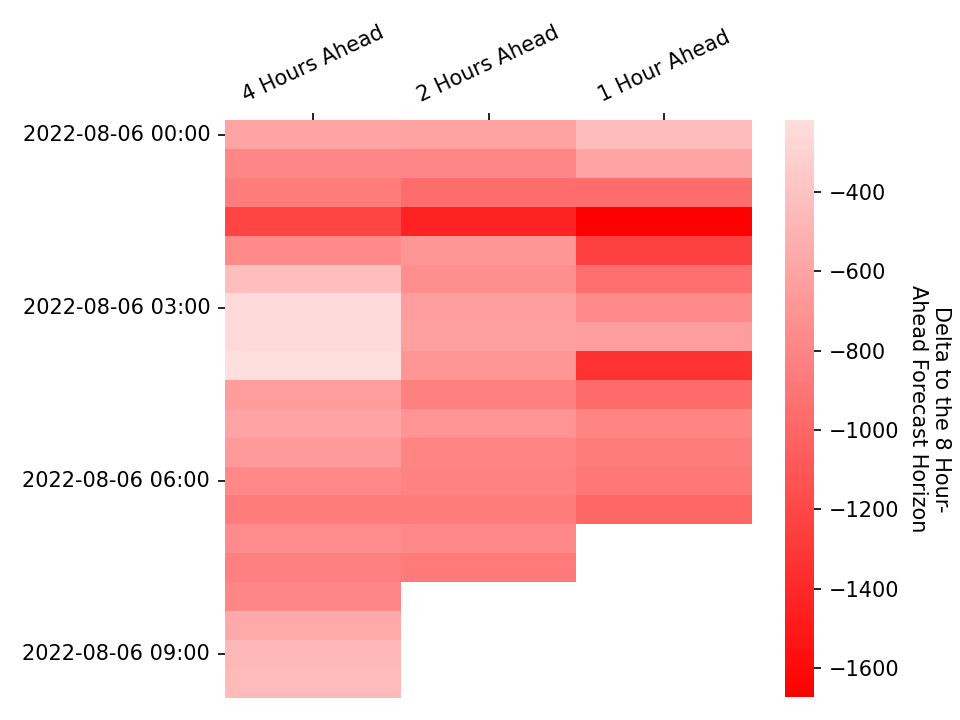 4 Hours Ahead
2 Hours Ahead
1 Hour Ahead
2022-08-06 00:00
2022-08-06 03:00
2022-08-06 06:00
2022-08-06 09:00
−400
−600
−800
−1000
−1200
−1400
−1600
Delta to the 8 Hour-
Ahead Forecast Horizon